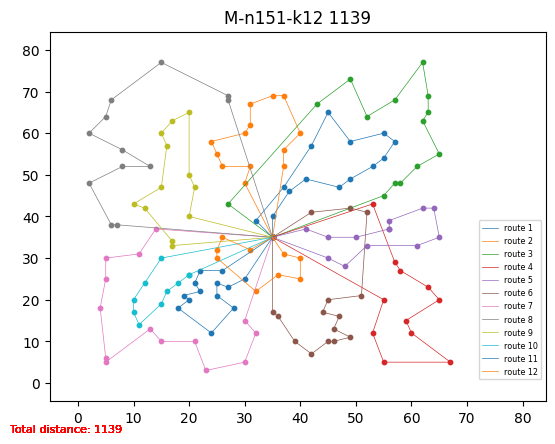 M-n151-k12 1139
80
70
60
50
40
30
20
10
0
0 10 20 30 40 50 60 70 80
route 1
route 2
route 3
route 4
route 5
route 6
route 7
route 8
route 9
route 10
route 11
route 12
Total distance: 1139